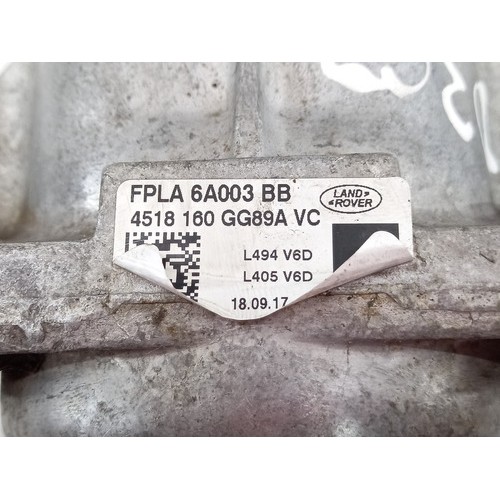 FPLA 6A003 BB
LAND
ROVER
4518 160 GG89A VC
L494 V6D
L405 V6D
18.09.17